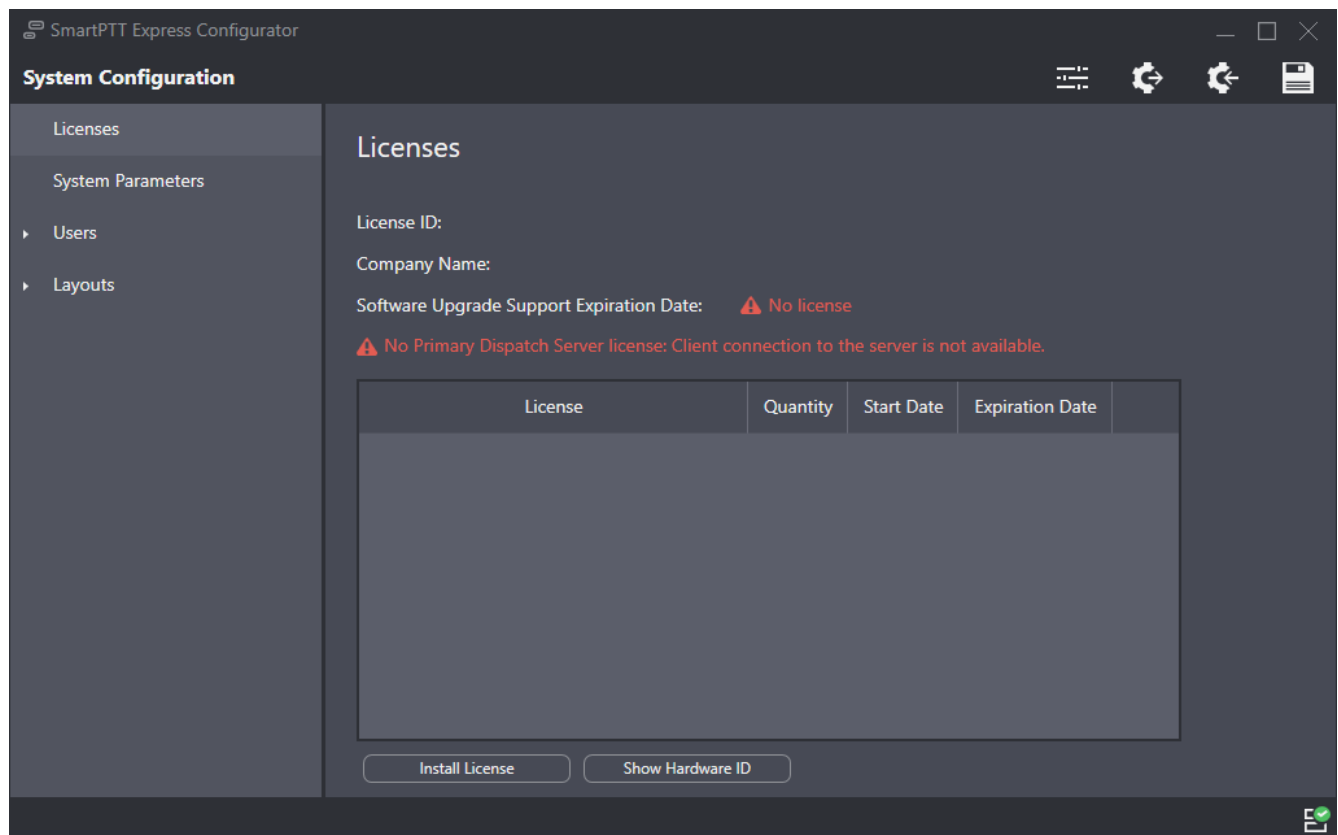 SmartPTT Express Configurator
System Configuration
Licenses
System Parameters
Users
Layouts
Licenses
License ID:
Company Name:
Software Upgrade Support Expiration Date: No license
No Primary Dispatch Server license: Client connection to the server is not available.
License Quantity Start Date Expiration Date
Install License Show Hardware ID